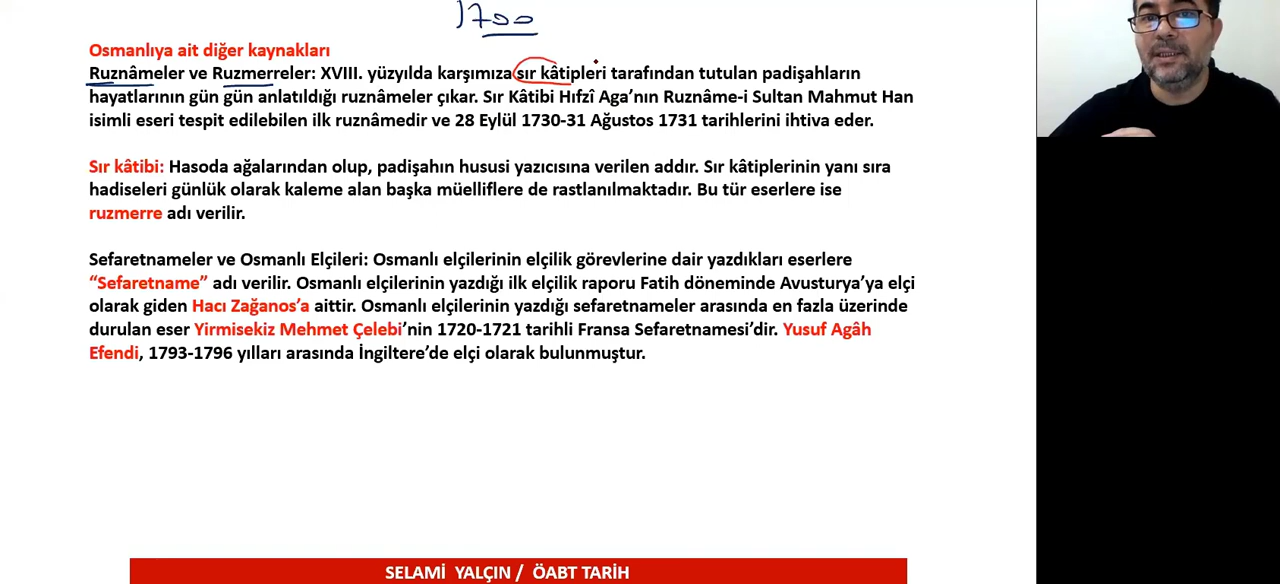 1700
Osmanlıya ait diğer kaynakları
Ruznâmeler ve Ruzmerreler: XVIII. yüzyılda karşımıza sır kâtipleri tarafından tutulan padişahların
hayatlarının gün gün anlatıldığı ruznâmeler çıkar. Sır Kâtibi Hıfzî Aga’nın Ruznâme-i Sultan Mahmut Han
isimli eseri tespit edilebilen ilk ruznâmedir ve 28 Eylül 1730-31 Ağustos 1731 tarihlerini ihtiva eder.
Sır kâtibi: Hasoda ağalarından olup, padişahın hususi yazıcısına verilen addır. Sır kâtiplerinin yanı sıra
hadiseleri günlük olarak kaleme alan başka müelliflere de rastlanılmaktadır. Bu tür eserlere ise
ruzmerre adı verilir.
Sefaretnameler ve Osmanlı Elçileri: Osmanlı elçilerinin elçilik görevlerine dair yazdıkları eserlere
“Sefaretname” adı verilir. Osmanlı elçilerinin yazdığı ilk elçilik raporu Fatih döneminde Avusturya’ya elçi
olarak giden Hacı Zağanos’a aittir. Osmanlı elçilerinin yazdığı sefaretnameler arasında en fazla üzerinde
durulan eser Yirmisekiz Mehmet Çelebi’nin 1720-1721 tarihli Fransa Sefaretnamesi’dir. Yusuf Agâh
Efendi, 1793-1796 yılları arasında İngiltere’de elçi olarak bulunmuştur.
SELAMİ YALÇIN / ÖABT TARİH